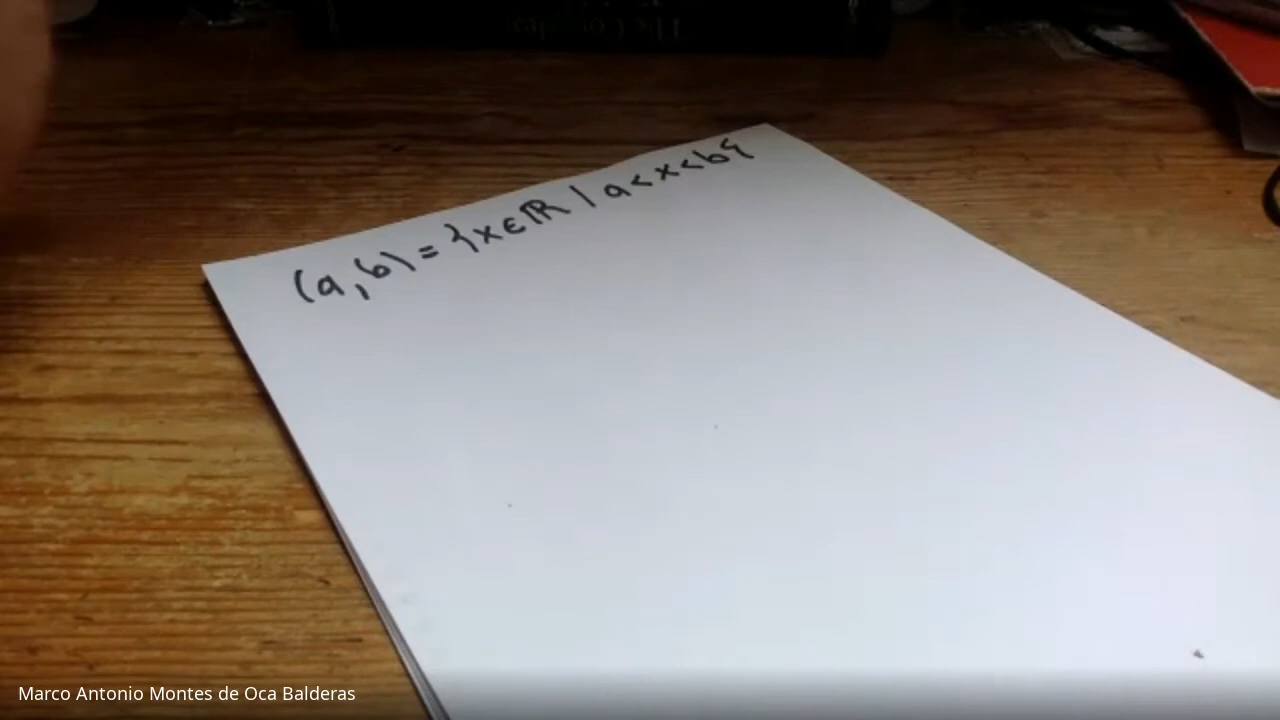 (a,b) = {x∈ℝ | a<x<b{
Marco Antonio Montes de Oca Balderas